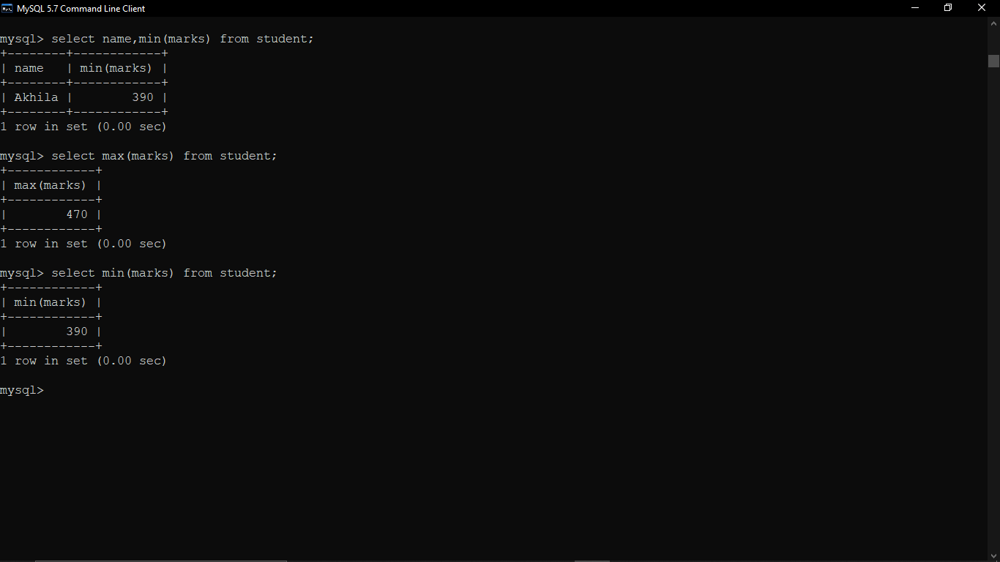 MySQL 5.7 Command Line Client
mysql> select name,min(marks) from student;
+--------+------------+
| name   | min(marks) |
+--------+------------+
| Akhila |        390 |
+--------+------------+
1 row in set (0.00 sec)
mysql> select max(marks) from student;
+------------+
| max(marks) |
+------------+
|        470 |
+------------+
1 row in set (0.00 sec)
mysql> select min(marks) from student;
+------------+
| min(marks) |
+------------+
|        390 |
+------------+
1 row in set (0.00 sec)
mysql>